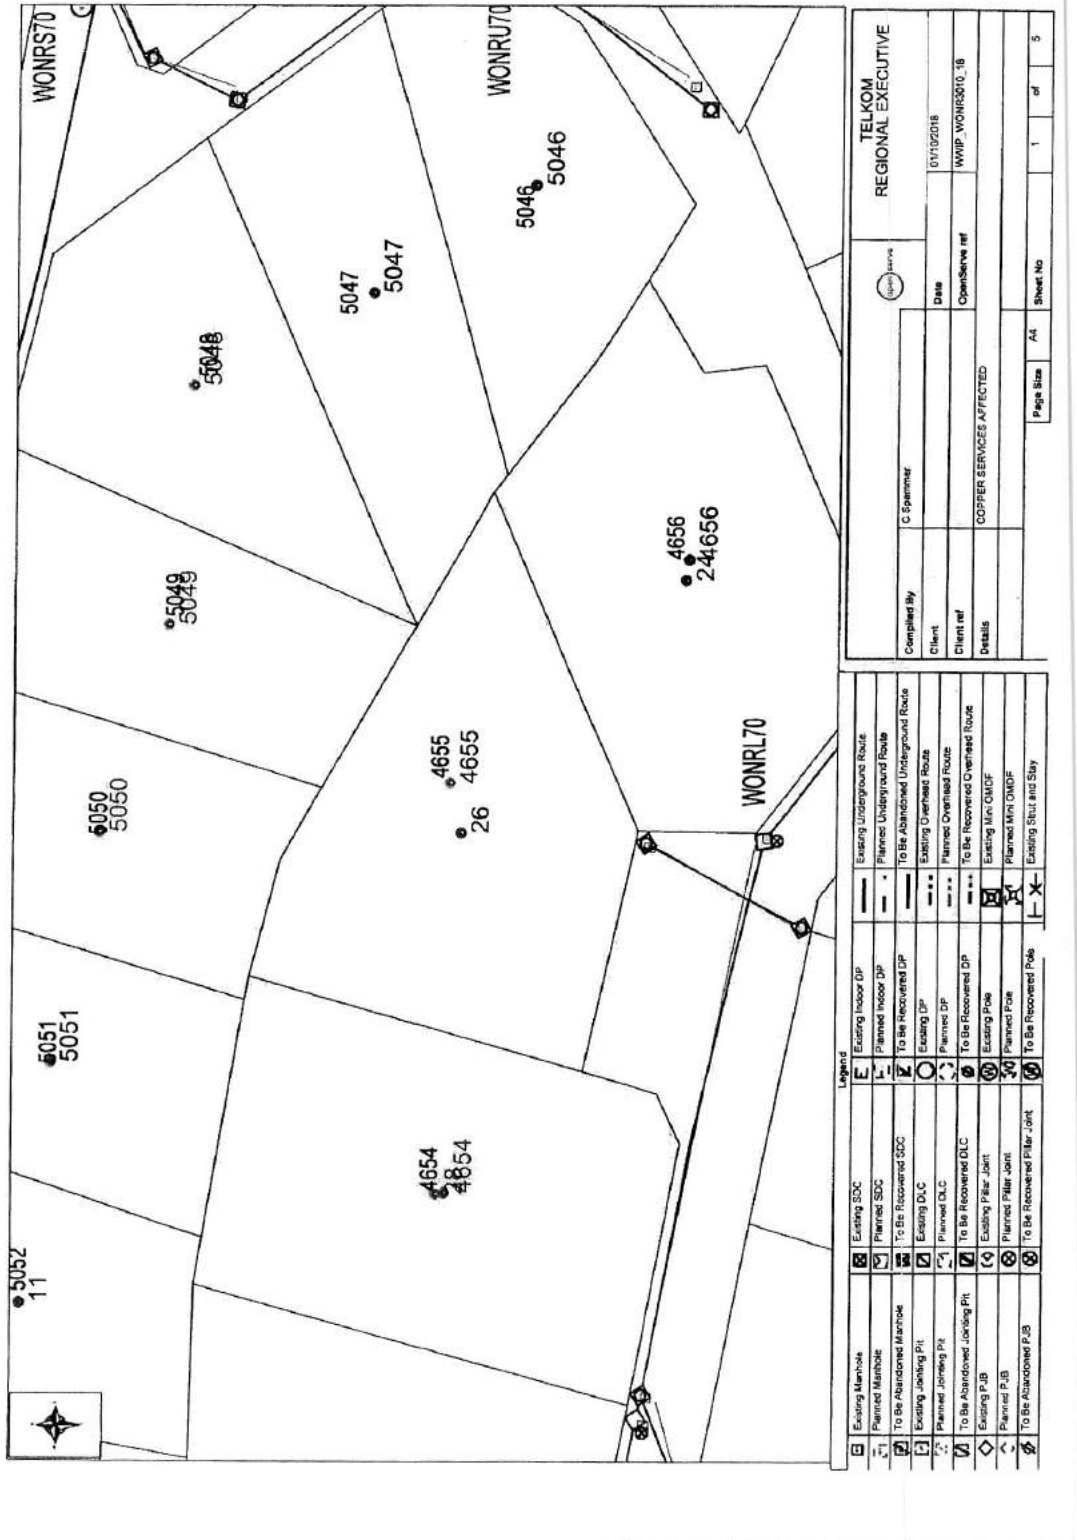 WONRS70
WONRU70
5046
5046
5047
5047
5048
5048
5049
5049
5050
5050
5051
5051
5052
11
4656
24
4656
4655
4655
26
4654
18
4654
WONRL70
TELKOM
REGIONAL EXECUTIVE
openserve
Compiled By C Spammer
Client
Date 01/10/2018
Client ref
OpenServe ref WWIP_WONR3010_18
Details COPPER SERVICES AFFECTED
Page Size A4 Sheet No 1 of 5
Legend
Existing Manhole
Planned Manhole
To Be Abandoned Manhole
Existing Jointing Pit
Planned Jointing Pit
To Be Abandoned Jointing Pit
Existing PJB
Planned PJB
To Be Abandoned PJB
Existing SDC
Planned SDC
To Be Recovered SDC
Existing DLC
Planned DLC
To Be Recovered DLC
Existing Pillar Joint
Planned Pillar Joint
To Be Recovered Pillar Joint
Existing Indoor DP
Planned Indoor DP
To Be Recovered DP
Existing DP
Planned DP
To Be Recovered DP
Existing Pole
Planned Pole
To Be Recovered Pole
Existing Underground Route
Planned Underground Route
To Be Abandoned Underground Route
Existing Overhead Route
Planned Overhead Route
To Be Recovered Overhead Route
Existing Mini OMDF
Planned Mini OMDF
Existing Strut and Stay